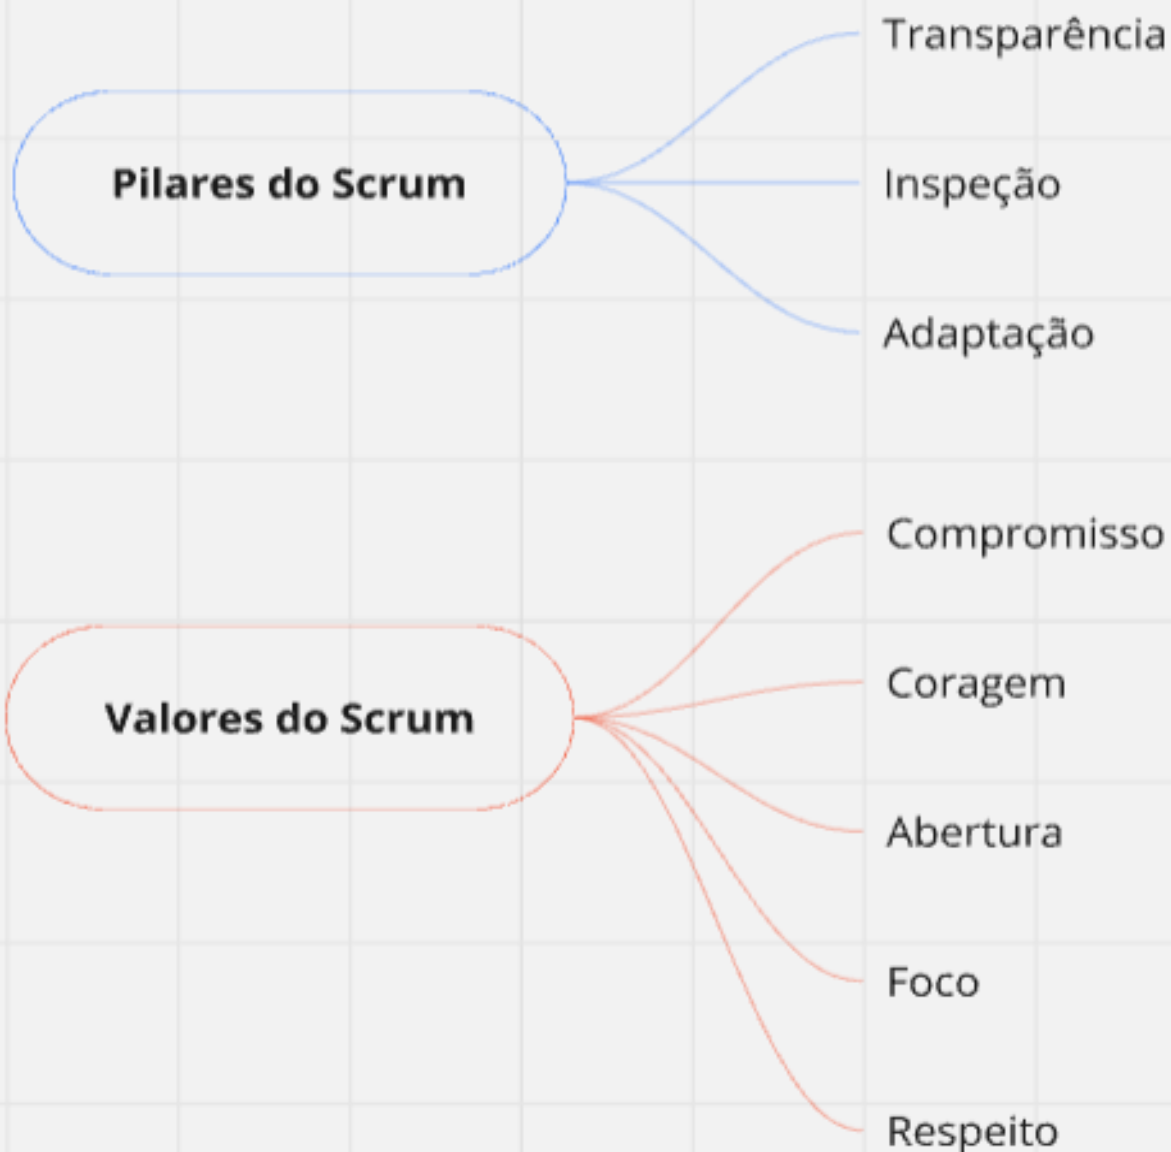 Pilares do Scrum
Transparência
Inspeção
Adaptação
Valores do Scrum
Compromisso
Coragem
Abertura
Foco
Respeito